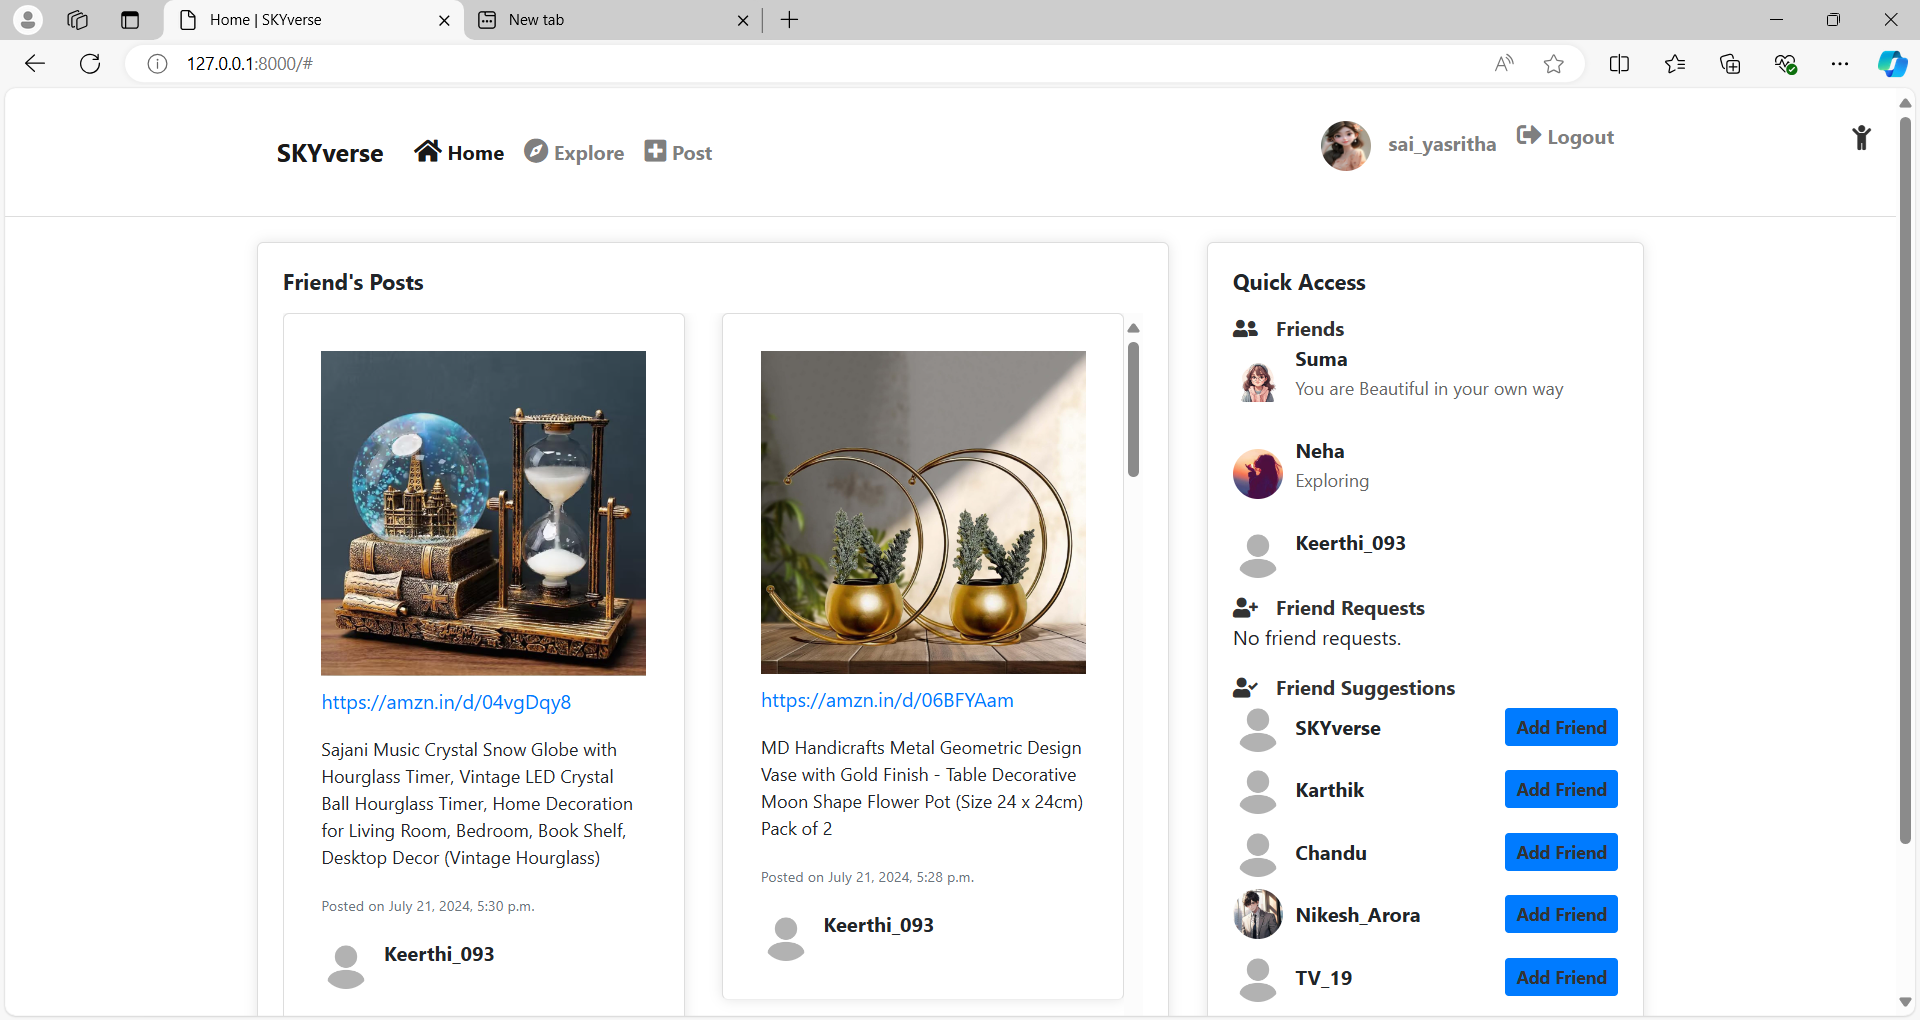 Home | SKYverse
New tab
127.0.0.1:8000/#
SKYverse
Home
Explore
Post
sai_yasritha
Logout
Friend's Posts
https://amzn.in/d/04vgDqy8
Sajani Music Crystal Snow Globe with
Hourglass Timer, Vintage LED Crystal
Ball Hourglass Timer, Home Decoration
for Living Room, Bedroom, Book Shelf,
Desktop Decor (Vintage Hourglass)
Posted on July 21, 2024, 5:30 p.m.
Keerthi_093
https://amzn.in/d/06BFYAam
MD Handicrafts Metal Geometric Design
Vase with Gold Finish - Table Decorative
Moon Shape Flower Pot (Size 24 x 24cm)
Pack of 2
Posted on July 21, 2024, 5:28 p.m.
Keerthi_093
Quick Access
Friends
Suma
You are Beautiful in your own way
Neha
Exploring
Keerthi_093
Friend Requests
No friend requests.
Friend Suggestions
SKYverse
Add Friend
Karthik
Add Friend
Chandu
Add Friend
Nikesh_Arora
Add Friend
TV_19
Add Friend